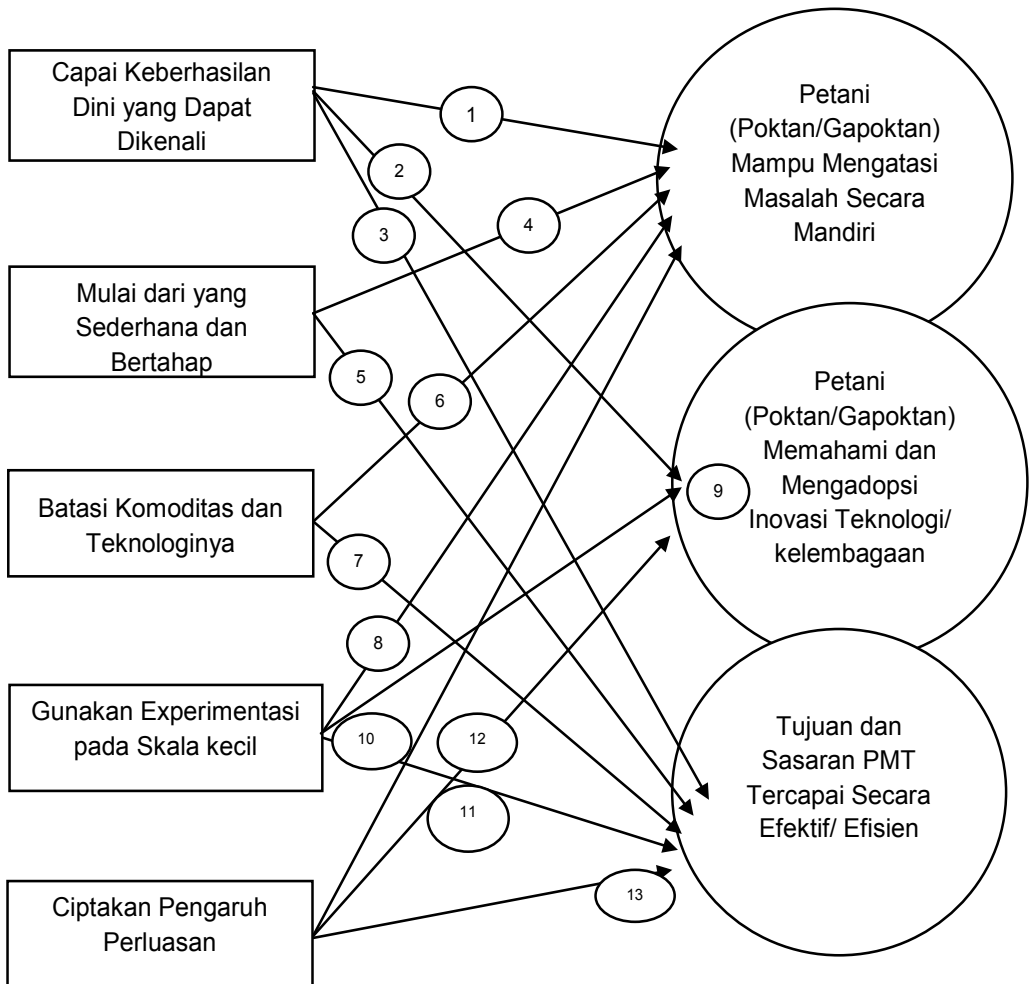 Capai Keberhasilan
Dini yang Dapat
Dikenali
Mulai dari yang
Sederhana dan
Bertahap
Batasi Komoditas dan
Teknologinya
Gunakan Experimentasi
pada Skala kecil
Ciptakan Pengaruh
Perluasan
1
2
3
4
5
6
7
8
9
10
11
12
13
Petani
(Poktan/Gapoktan)
Mampu Mengatasi
Masalah Secara
Mandiri
Petani
(Poktan/Gapoktan)
Memahami dan
Mengadopsi
Inovasi Teknologi/
kelembagaan
Tujuan dan
Sasaran PMT
Tercapai Secara
Efektif/ Efisien